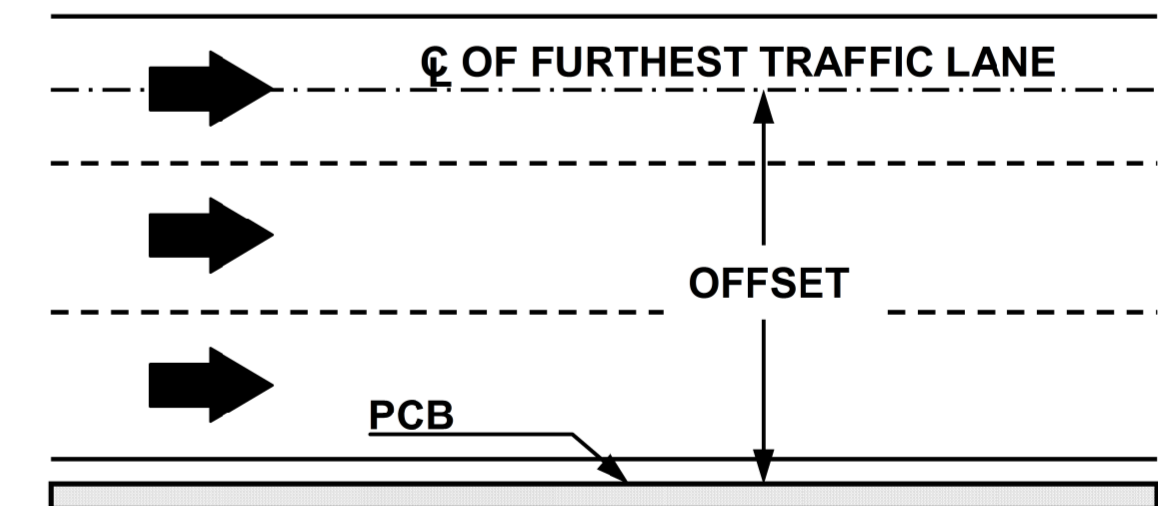 ℄ OF FURTHEST TRAFFIC LANE
OFFSET
PCB